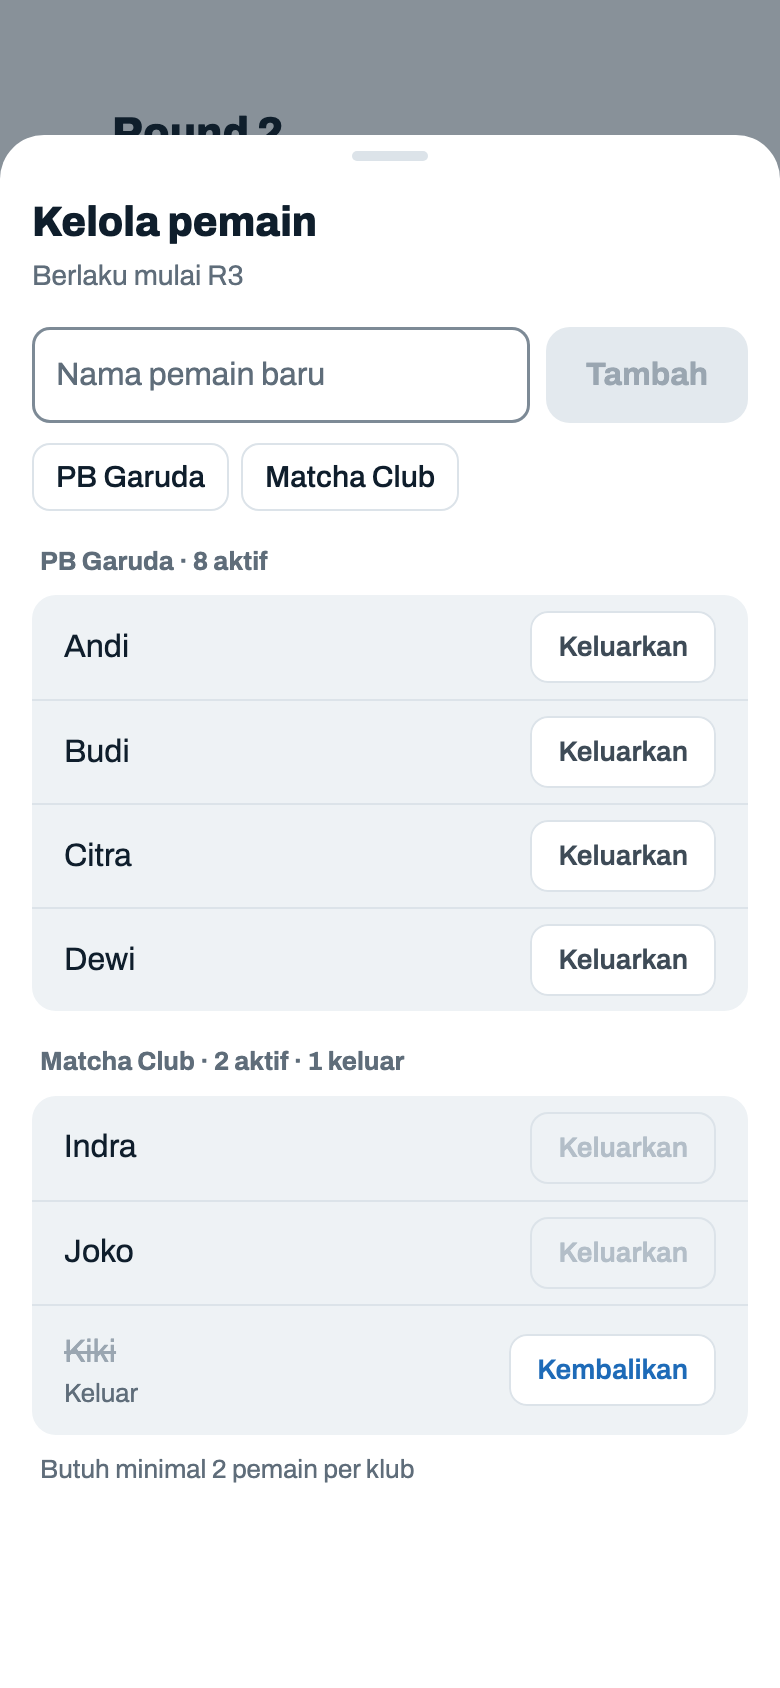 Round 2
Kelola pemain
Berlaku mulai R3
Nama pemain baru
Tambah
PB Garuda
Matcha Club
PB Garuda · 8 aktif
Andi
Keluarkan
Budi
Keluarkan
Citra
Keluarkan
Dewi
Keluarkan
Matcha Club · 2 aktif · 1 keluar
Indra
Keluarkan
Joko
Keluarkan
Kiki
Keluar
Kembalikan
Butuh minimal 2 pemain per klub